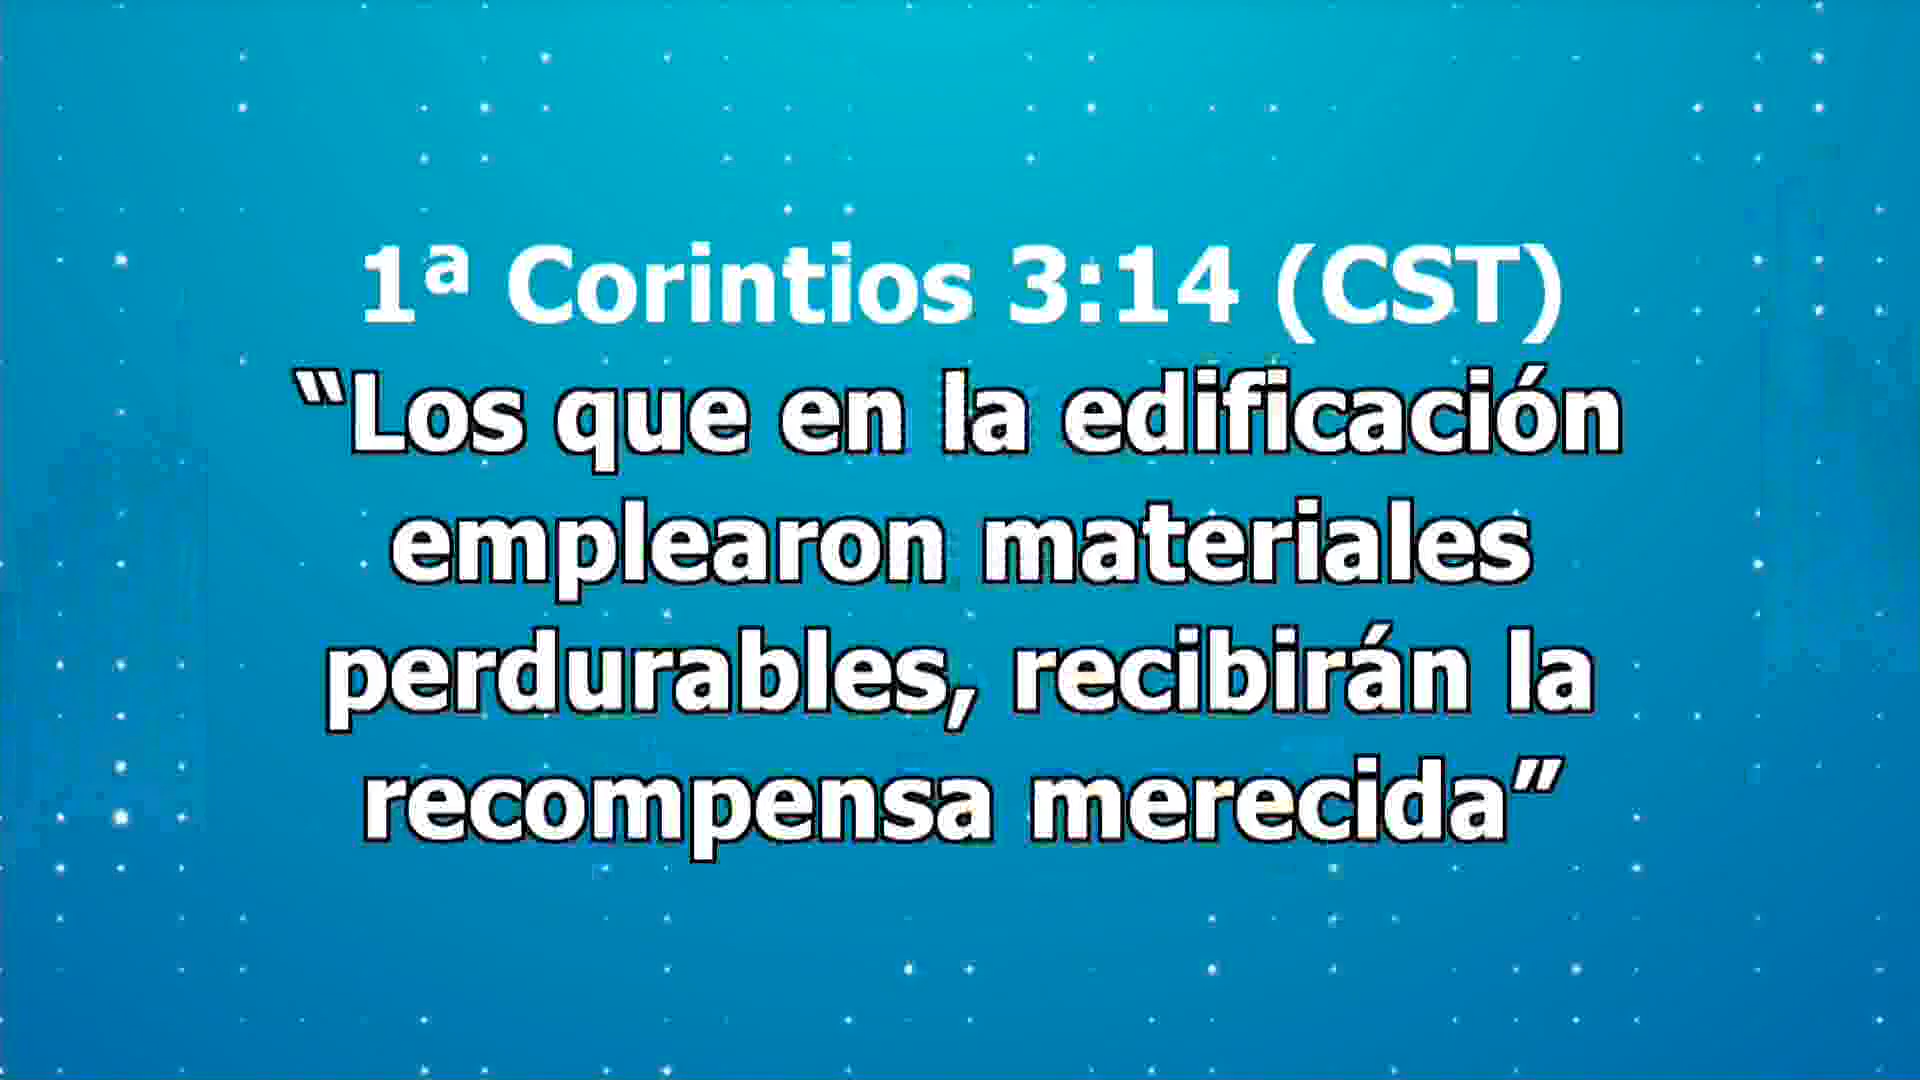 1ª Corintios 3:14 (CST)
“Los que en la edificación
emplearon materiales
perdurables, recibirán la
recompensa merecida”